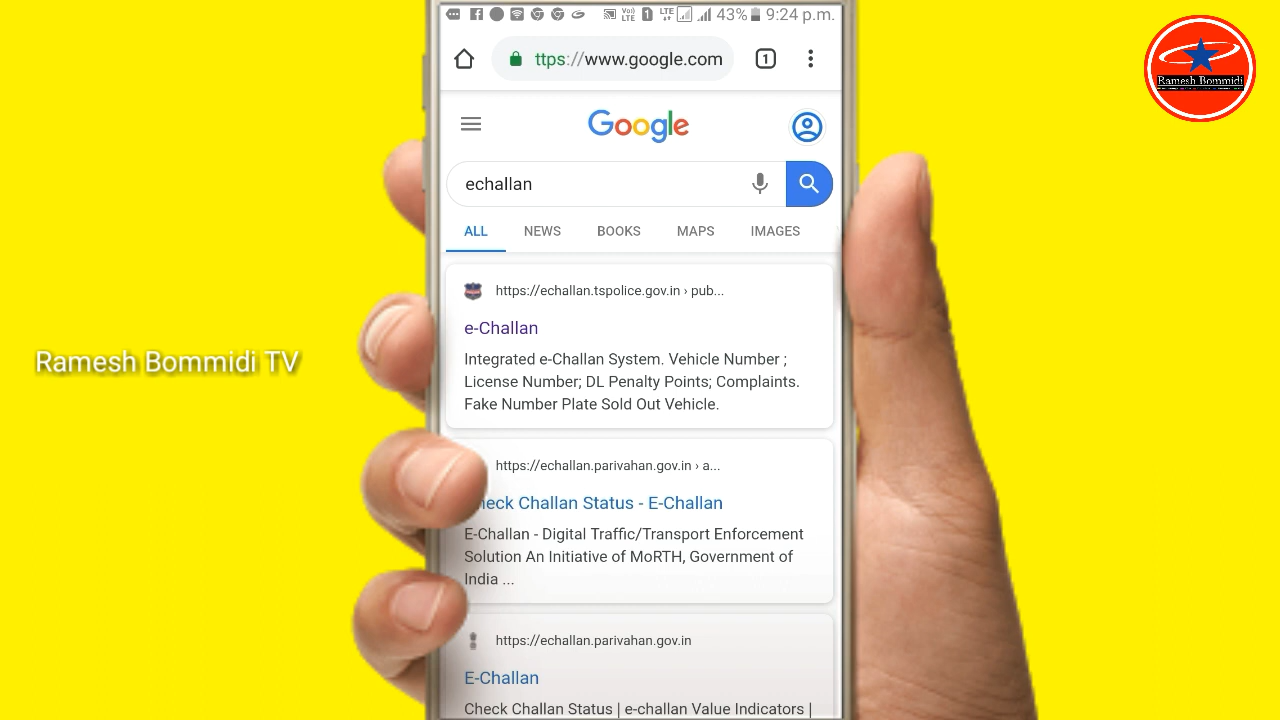 43% 9:24 p.m.
ttps://www.google.com
1
Google
Ramesh Bommidi
echallan
ALL NEWS BOOKS MAPS IMAGES
https://echallan.tspolice.gov.in › pub...
e-Challan
Integrated e-Challan System. Vehicle Number ;
License Number; DL Penalty Points; Complaints.
Fake Number Plate Sold Out Vehicle.
Ramesh Bommidi TV
https://echallan.parivahan.gov.in › a...
heck Challan Status - E-Challan
E-Challan - Digital Traffic/Transport Enforcement
Solution An Initiative of MoRTH, Government of
India ...
https://echallan.parivahan.gov.in
E-Challan
Check Challan Status | e-challan Value Indicators |